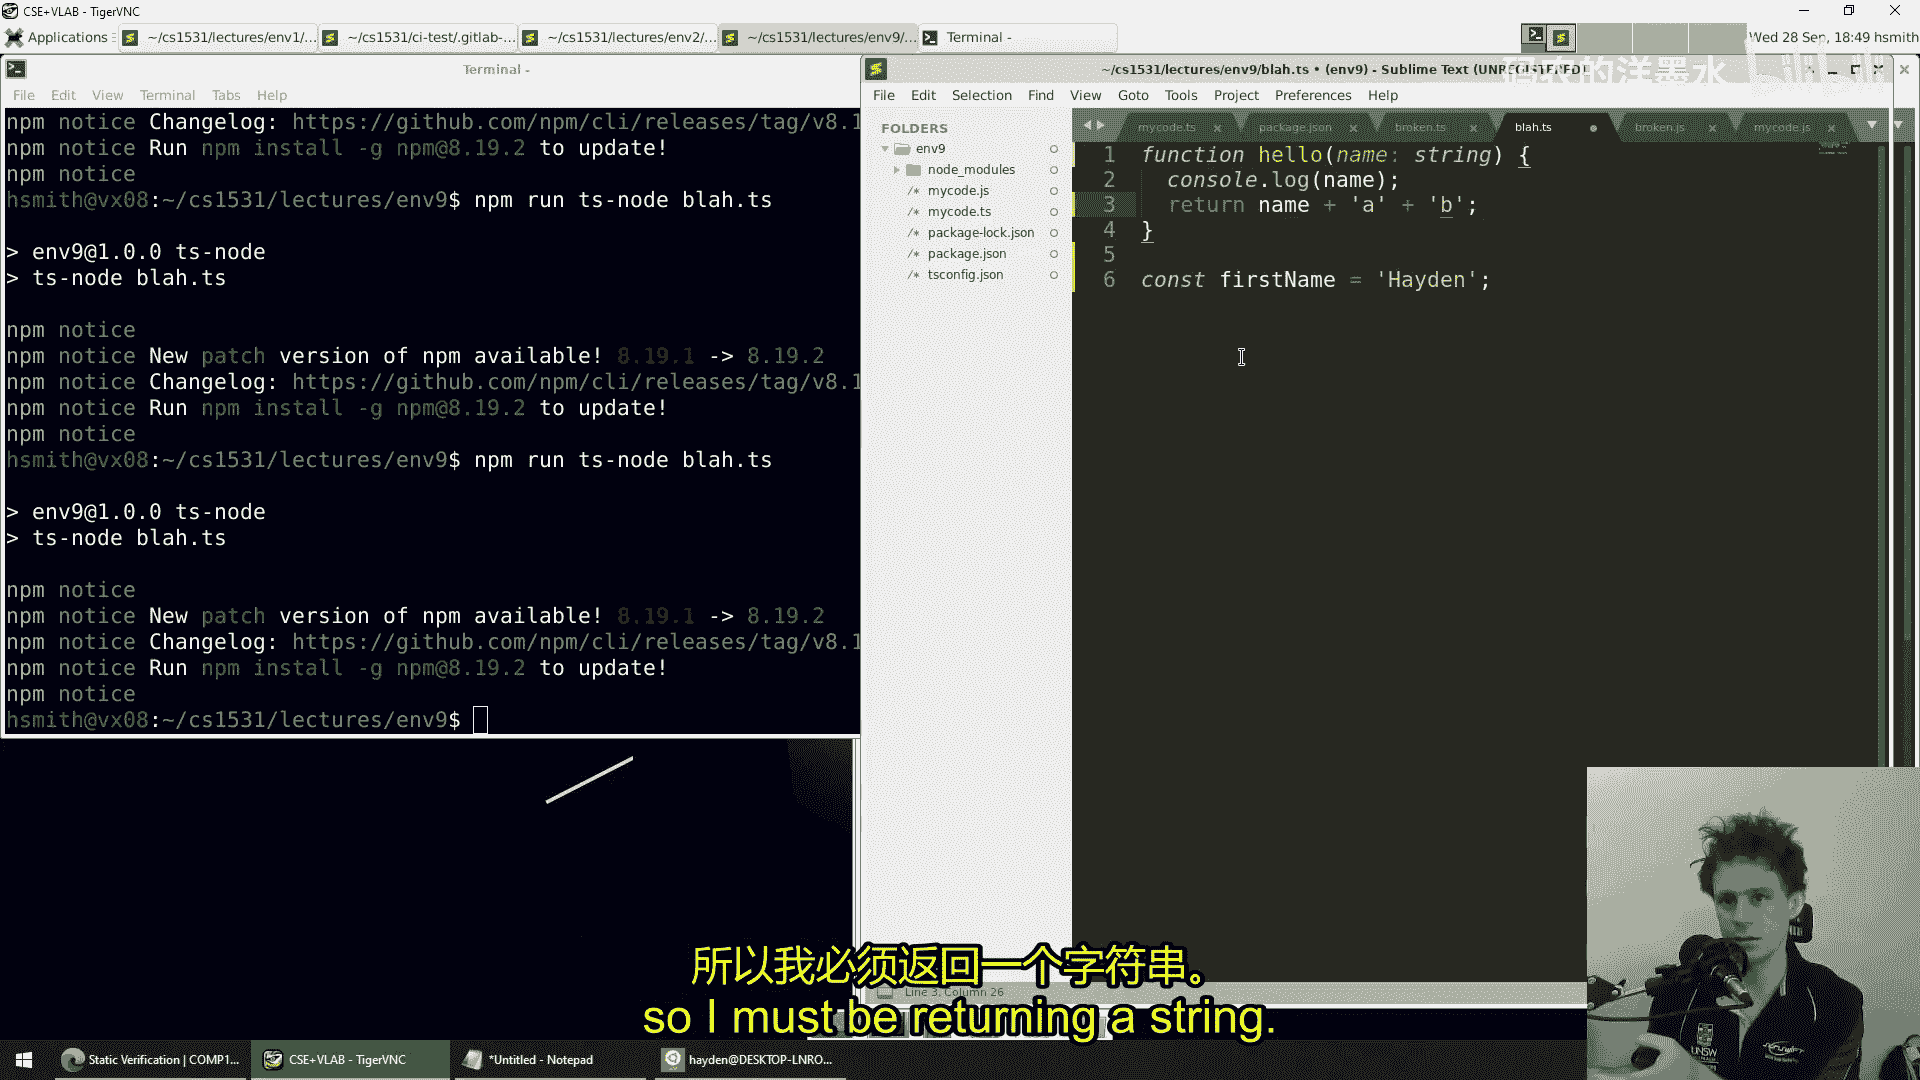 CSE+VLAB - TigerVNC
Applications
~/cs1531/lectures/env1/...
~/cs1531/ci-test/.gitlab-...
~/cs1531/lectures/env2/...
~/cs1531/lectures/env9/...
Terminal -
Wed 28 Sep, 18:49 hsmith
Terminal -
File Edit View Terminal Tabs Help
npm notice Changelog: https://github.com/npm/cli/releases/tag/v8.1
npm notice Run npm install -g npm@8.19.2 to update!
npm notice
hsmith@vx08:~/cs1531/lectures/env9$ npm run ts-node blah.ts
> env9@1.0.0 ts-node
> ts-node blah.ts
npm notice
npm notice New patch version of npm available! 8.19.1 -> 8.19.2
npm notice Changelog: https://github.com/npm/cli/releases/tag/v8.1
npm notice Run npm install -g npm@8.19.2 to update!
npm notice
hsmith@vx08:~/cs1531/lectures/env9$ npm run ts-node blah.ts
> env9@1.0.0 ts-node
> ts-node blah.ts
npm notice
npm notice New patch version of npm available! 8.19.1 -> 8.19.2
npm notice Changelog: https://github.com/npm/cli/releases/tag/v8.1
npm notice Run npm install -g npm@8.19.2 to update!
npm notice
hsmith@vx08:~/cs1531/lectures/env9$
~/cs1531/lectures/env9/blah.ts • (env9) - Sublime Text (UNREGISTERED)
码农的洋墨水
bilibili
File Edit Selection Find View Goto Tools Project Preferences Help
FOLDERS
env9
node_modules
mycode.js
mycode.ts
package-lock.json
package.json
tsconfig.json
mycode.ts package.json broken.ts blah.ts broken.js mycode.js
1 function hello(name: string) {
2 console.log(name);
3 return name + 'a' + 'b';
4 }
5
6 const firstName = 'Hayden';
Line 3, Column 26
所以我必须返回一个字符串。
so I must be returning a string.
UNSW
Static Verification | COMP1...
CSE+VLAB - TigerVNC
*Untitled - Notepad
hayden@DESKTOP-LNRO...